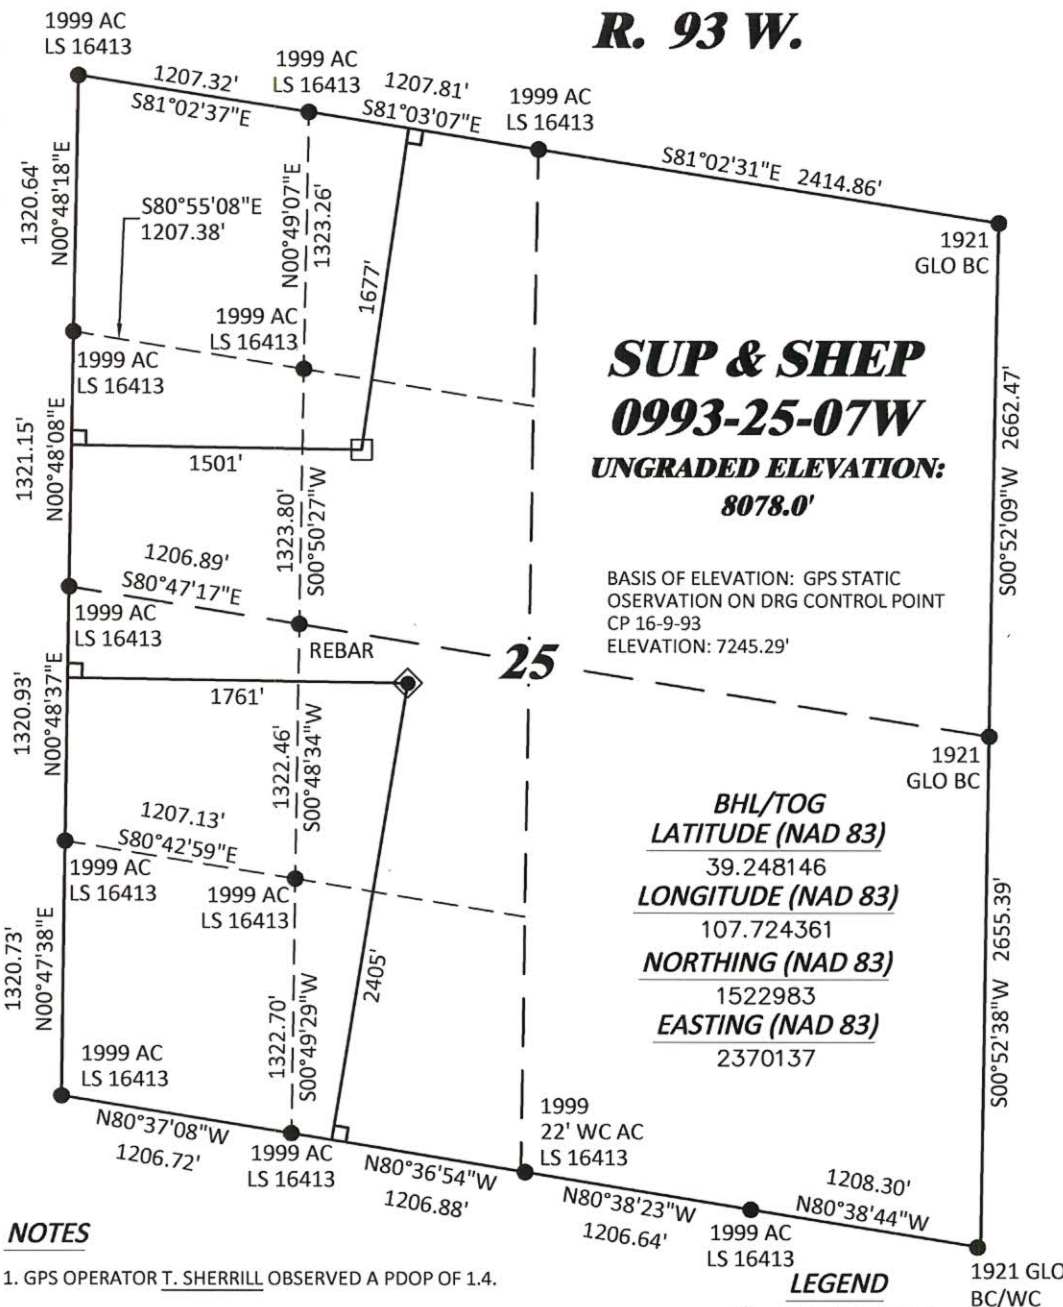 R. 93 W.
1999 AC
LS 16413
1207.32'
S81°02'37"E
1999 AC
LS 16413
1207.81'
S81°03'07"E
1999 AC
LS 16413
S81°02'31"E 2414.86'
1921
GLO BC
1320.64'
N00°48'18"E
S80°55'08"E
1207.38'
N00°49'07"E
1323.26'
1677'
1999 AC
LS 16413
1999 AC
LS 16413
SUP & SHEP
0993-25-07W
UNGRADED ELEVATION:
8078.0'
S00°52'09"W 2662.47'
1321.15'
N00°48'08"E
1501'
1323.80'
S00°50'27"W
1206.89'
S80°47'17"E
BASIS OF ELEVATION: GPS STATIC
OSERVATION ON DRG CONTROL POINT
CP 16-9-93
ELEVATION: 7245.29'
1999 AC
LS 16413
REBAR
25
1320.93'
N00°48'37"E
1761'
1322.46'
S00°48'34"W
1921
GLO BC
1207.13'
S80°42'59"E
1999 AC
LS 16413
1999 AC
LS 16413
BHL/TOG
LATITUDE (NAD 83)
39.248146
LONGITUDE (NAD 83)
107.724361
NORTHING (NAD 83)
1522983
EASTING (NAD 83)
2370137
S00°52'38"W 2655.39'
1320.73'
N00°47'38"E
2405'
1322.70'
S00°49'29"W
1999 AC
LS 16413
N80°37'08"W
1206.72'
1999 AC
LS 16413
N80°36'54"W
1206.88'
1999
22' WC AC
LS 16413
N80°38'23"W
1206.64'
1999 AC
LS 16413
1208.30'
N80°38'44"W
1921 GLO
BC/WC
NOTES
1. GPS OPERATOR T. SHERRILL OBSERVED A PDOP OF 1.4.
LEGEND